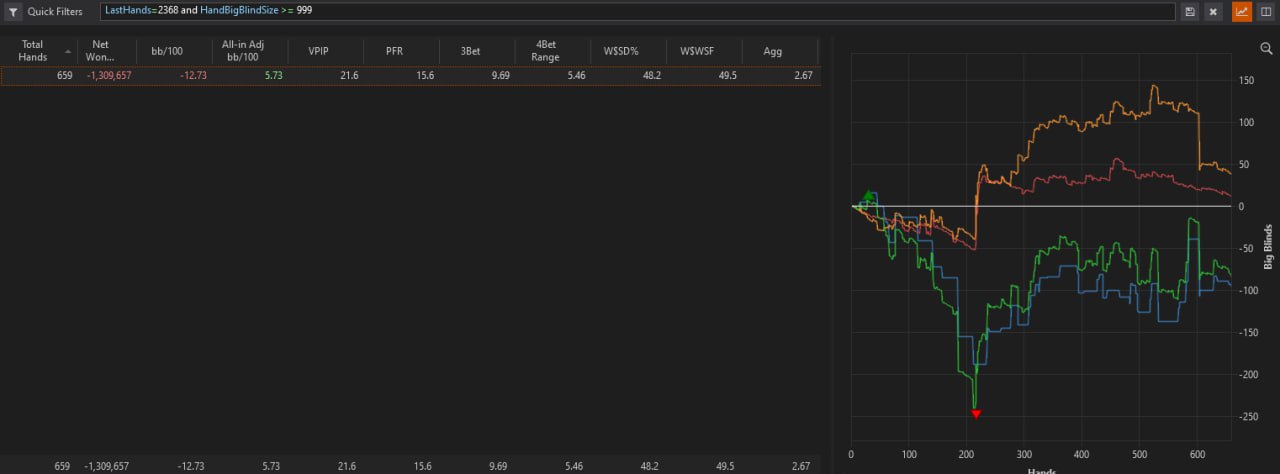 Quick Filters LastHands=2368 and HandBigBlindSize >= 999
Total Hands Net Won... bb/100 All-in Adj bb/100 VPIP PFR 3Bet 4Bet Range W$SD% W$WSF Agg
659 -1,309,657 -12.73 5.73 21.6 15.6 9.69 5.46 48.2 49.5 2.67
150
100
50
0
-50
-100
-150
-200
-250
Big Blinds
0 100 200 300 400 500 600
Hands
659 -1,309,657 -12.73 5.73 21.6 15.6 9.69 5.46 48.2 49.5 2.67